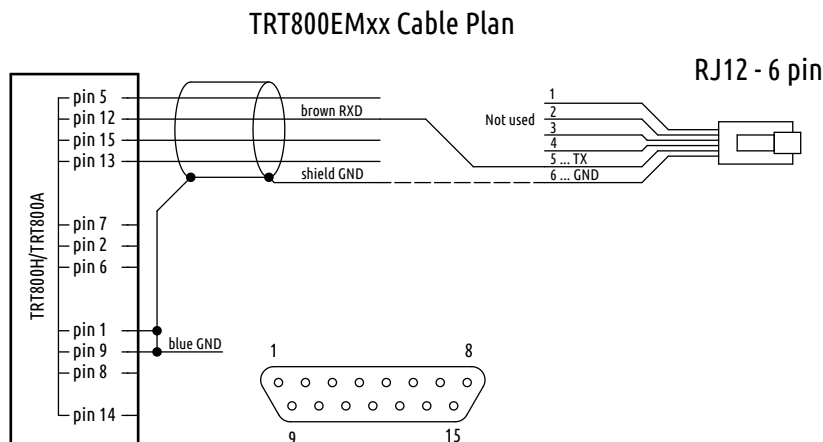 TRT800EMxx Cable Plan
RJ12 - 6 pin
TRT800H/TRT800A
pin 5
pin 12
pin 15
pin 13
pin 7
pin 2
pin 6
pin 1
pin 9
pin 8
pin 14
brown RXD
shield GND
blue GND
Not used
1
2
3
4
5 ... TX
6 ... GND
1
8
9
15